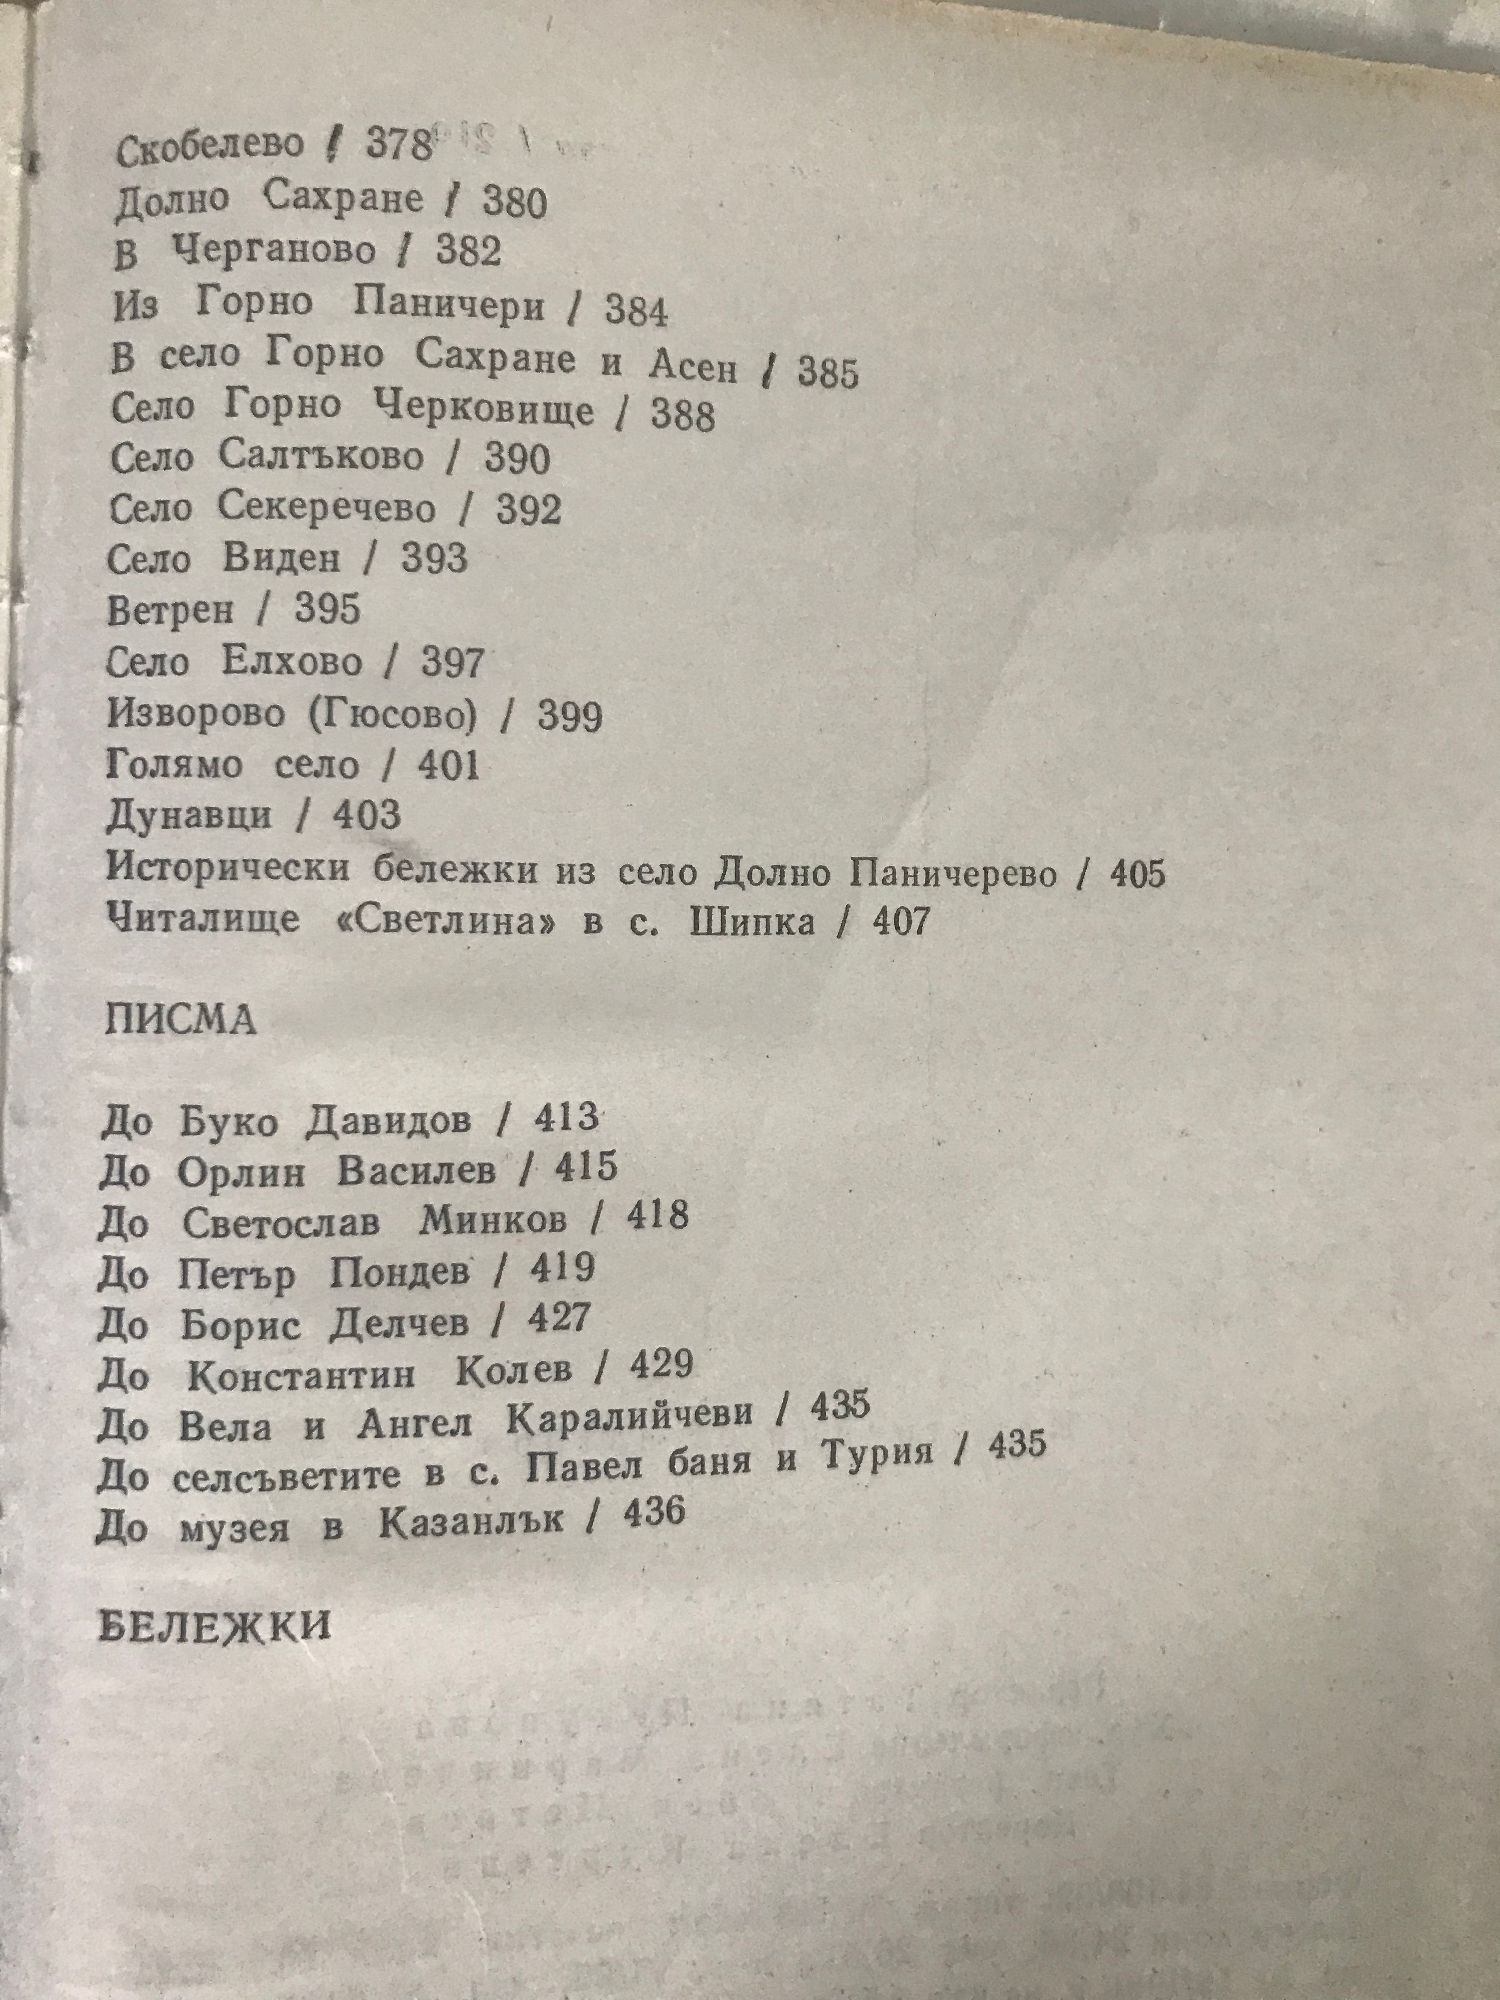 Скобелево / 378
Долно Сахране / 380
В Черганово / 382
Из Горно Паничери / 384
В село Горно Сахране и Асен / 385
Село Горно Черковище / 388
Село Салтъково / 390
Село Секеречево / 392
Село Виден / 393
Ветрен / 395
Село Елхово / 397
Изворово (Гюсово) / 399
Голямо село / 401
Дунавци / 403
Исторически бележки из село Долно Паничерево / 405
Читалище «Светлина» в с. Шипка / 407
ПИСМА
До Буко Давидов / 413
До Орлин Василев / 415
До Светослав Минков / 418
До Петър Пондев / 419
До Борис Делчев / 427
До Константин Колев / 429
До Вела и Ангел Каралийчеви / 435
До селсъветите в с. Павел баня и Турия / 435
До музея в Казанлък / 436
БЕЛЕЖКИ